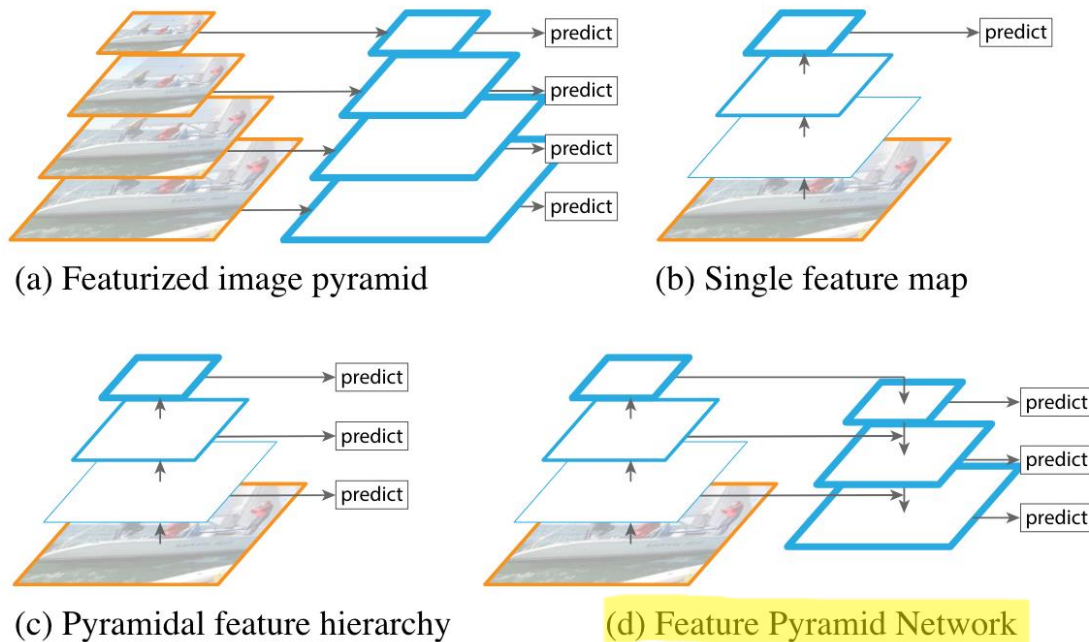 predict
predict
predict
predict
predict
(a) Featurized image pyramid
(b) Single feature map
predict
predict
predict
predict
predict
predict
(c) Pyramidal feature hierarchy
(d) Feature Pyramid Network